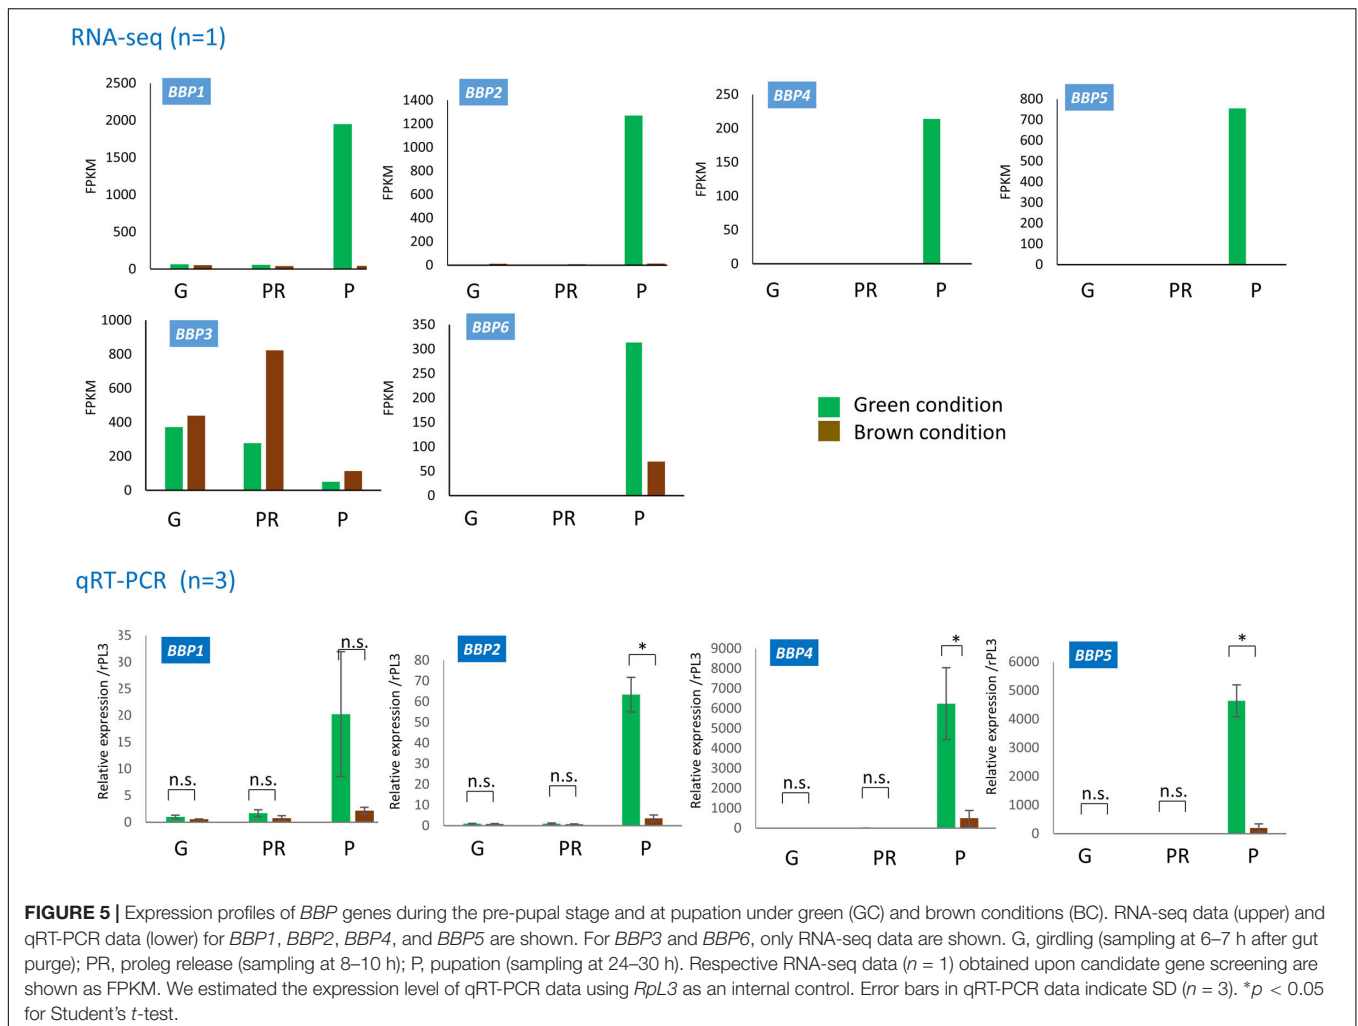 RNA-seq (n=1)
BBP1
FPKM
2500
2000
1500
1000
500
0
G PR P
BBP2
FPKM
1400
1200
1000
800
600
400
200
0
G PR P
BBP4
FPKM
250
200
150
100
50
0
G PR P
BBP5
FPKM
800
700
600
500
400
300
200
100
0
G PR P
BBP3
FPKM
1000
800
600
400
200
0
G PR P
BBP6
FPKM
350
300
250
200
150
100
50
0
G PR P
Green condition
Brown condition
qRT-PCR (n=3)
BBP1
Relative expression /rPL3
35
30
25
20
15
10
5
0
n.s.
n.s.
n.s.
G PR P
BBP2
Relative expression /rPL3
80
70
60
50
40
30
20
10
0
n.s.
n.s.
*
G PR P
BBP4
Relative expression /rPL3
9000
8000
7000
6000
5000
4000
3000
2000
1000
0
n.s.
n.s.
*
G PR P
BBP5
Relative expression /rPL3
6000
5000
4000
3000
2000
1000
0
n.s.
n.s.
*
G PR P
FIGURE 5 | Expression profiles of BBP genes during the pre-pupal stage and at pupation under green (GC) and brown conditions (BC). RNA-seq data (upper) and
qRT-PCR data (lower) for BBP1, BBP2, BBP4, and BBP5 are shown. For BBP3 and BBP6, only RNA-seq data are shown. G, girdling (sampling at 6–7 h after gut
purge); PR, proleg release (sampling at 8–10 h); P, pupation (sampling at 24–30 h). Respective RNA-seq data (n = 1) obtained upon candidate gene screening are
shown as FPKM. We estimated the expression level of qRT-PCR data using RpL3 as an internal control. Error bars in qRT-PCR data indicate SD (n = 3). *p < 0.05
for Student's t-test.